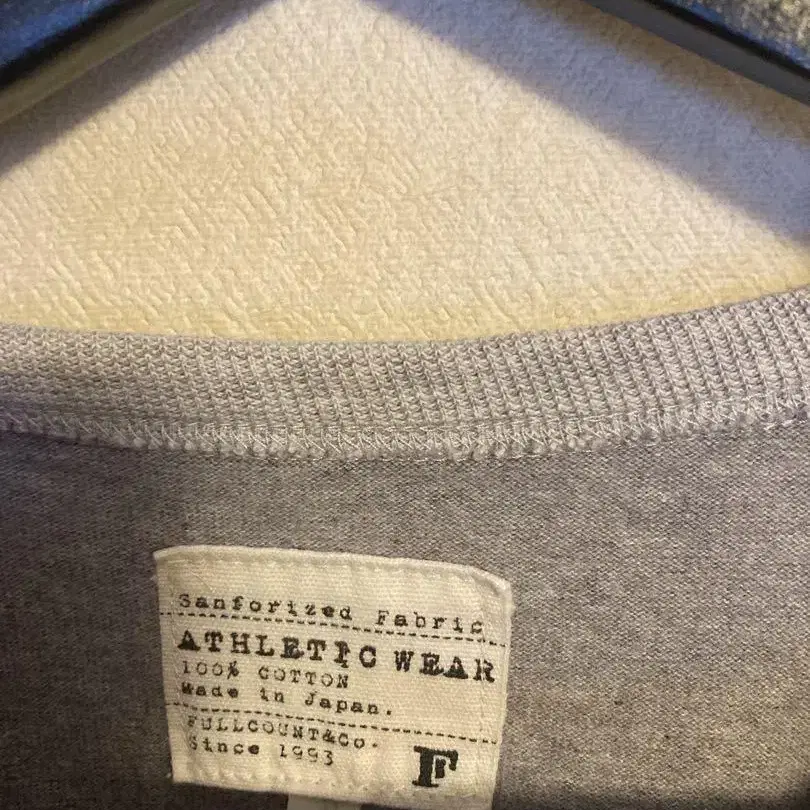 Sanforized Fabric
ATHLETIC WEAR
100% COTTON
Made in Japan.
FULLCOUNT&Co.
Since 1993
F